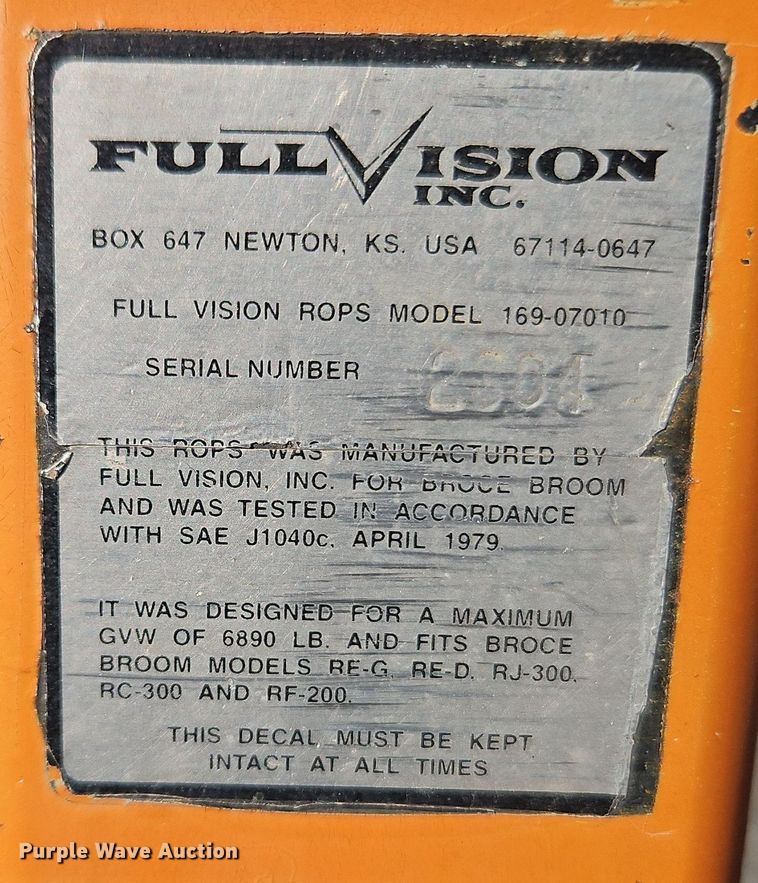 FULL VISION
INC.
BOX 647 NEWTON, KS. USA 67114-0647
FULL VISION ROPS MODEL 169-07010
SERIAL NUMBER
THIS ROPS WAS MANUFACTURED BY
FULL VISION, INC. FOR BROCE BROOM
AND WAS TESTED IN ACCORDANCE
WITH SAE J1040c, APRIL 1979.
IT WAS DESIGNED FOR A MAXIMUM
GVW OF 6890 LB. AND FITS BROCE
BROOM MODELS RE-G, RE-D, RJ-300,
RC-300 AND RF-200.
THIS DECAL MUST BE KEPT
INTACT AT ALL TIMES
Purple Wave Auction